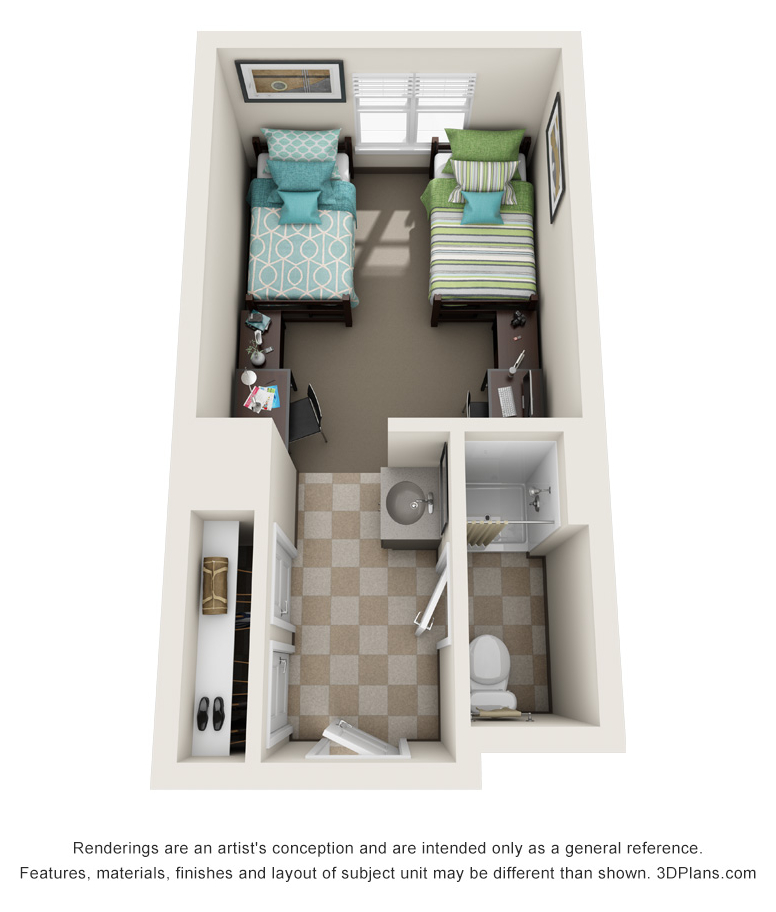 Renderings are an artist's conception and are intended only as a general reference.
Features, materials, finishes and layout of subject unit may be different than shown. 3DPlans.com